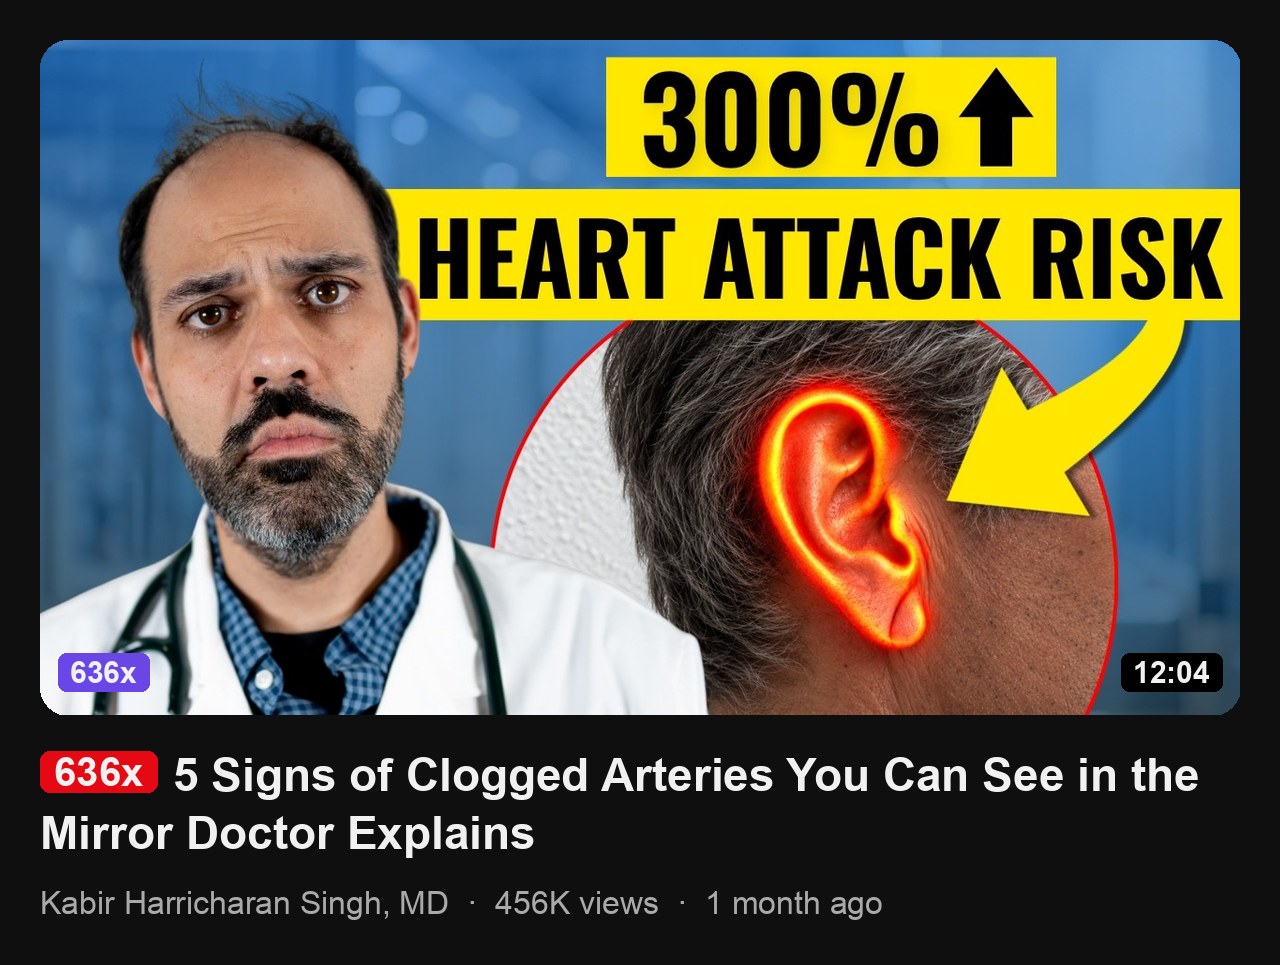 300%
HEART ATTACK RISK
636x
12:04
636x 5 Signs of Clogged Arteries You Can See in the
Mirror Doctor Explains
Kabir Harricharan Singh, MD · 456K views · 1 month ago